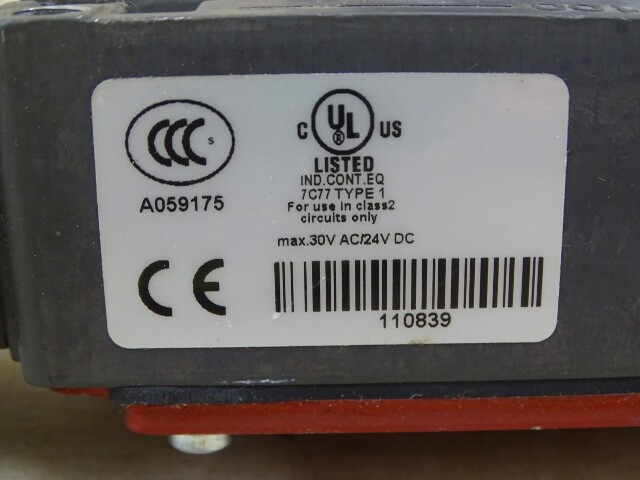 CCC S
A059175
C UL ® US
LISTED
IND.CONT.EQ
7C77 TYPE 1
For use in class2
circuits only
max.30V AC/24V DC
CE
110839